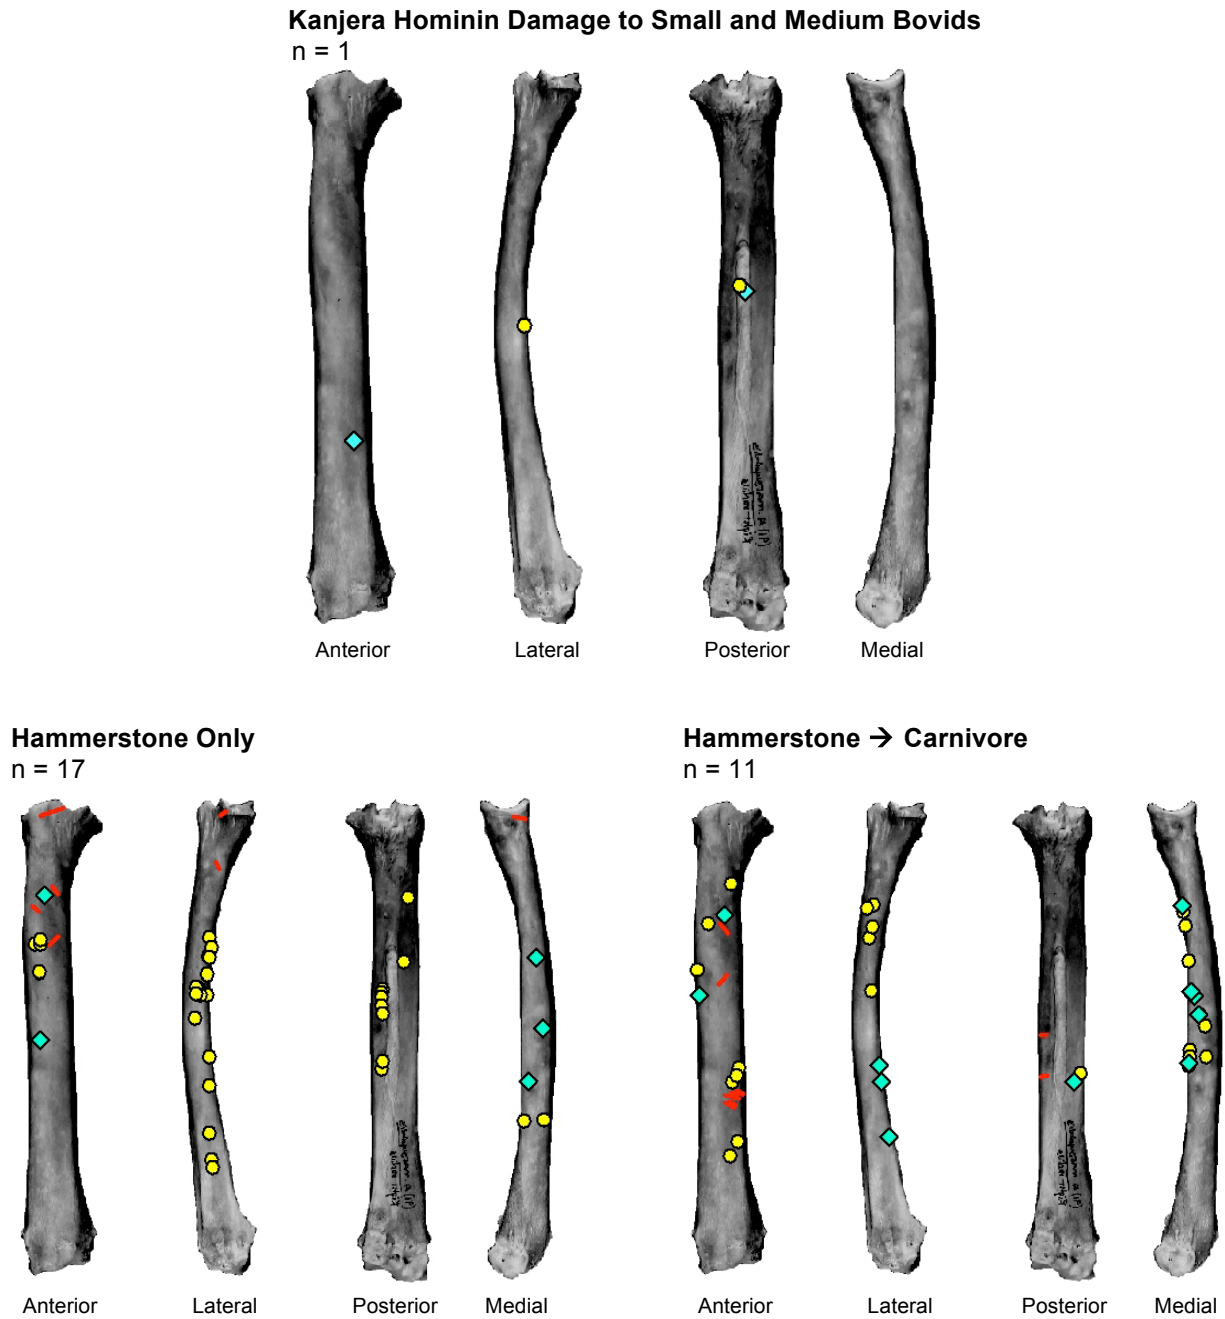 Kanjera Hominin Damage to Small and Medium Bovids
n = 1
Anterior
Lateral
Posterior
Medial
Hammerstone Only
n = 17
Hammerstone → Carnivore
n = 11
Anterior
Lateral
Posterior
Medial
Anterior
Lateral
Posterior
Medial